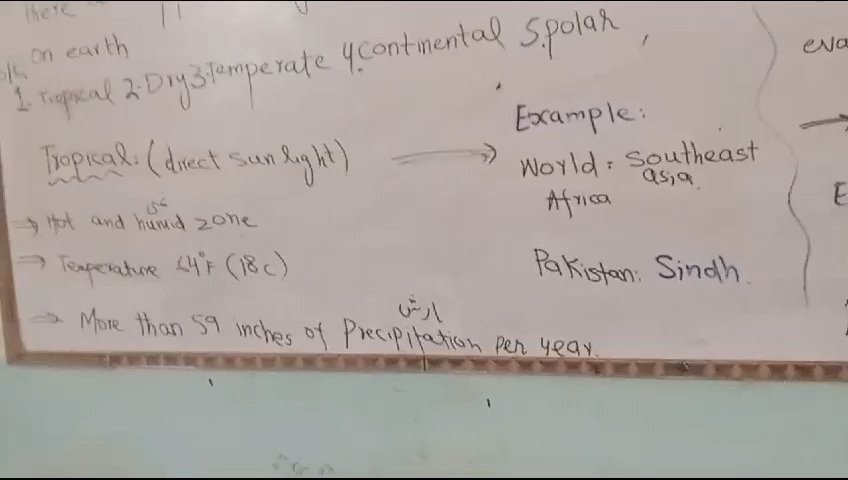 There
on earth
1. Tropical 2. Dry 3. Temperate 4. Continental 5. polar
Tropical: (direct sun light)
→ Hot and humid zone
→ Temperature 64°F (18c)
بارش
→ More than 59 inches of Precipitation per year.
Example:
World: Southeast
asia
Africa
Pakistan: Sindh.
eva
E